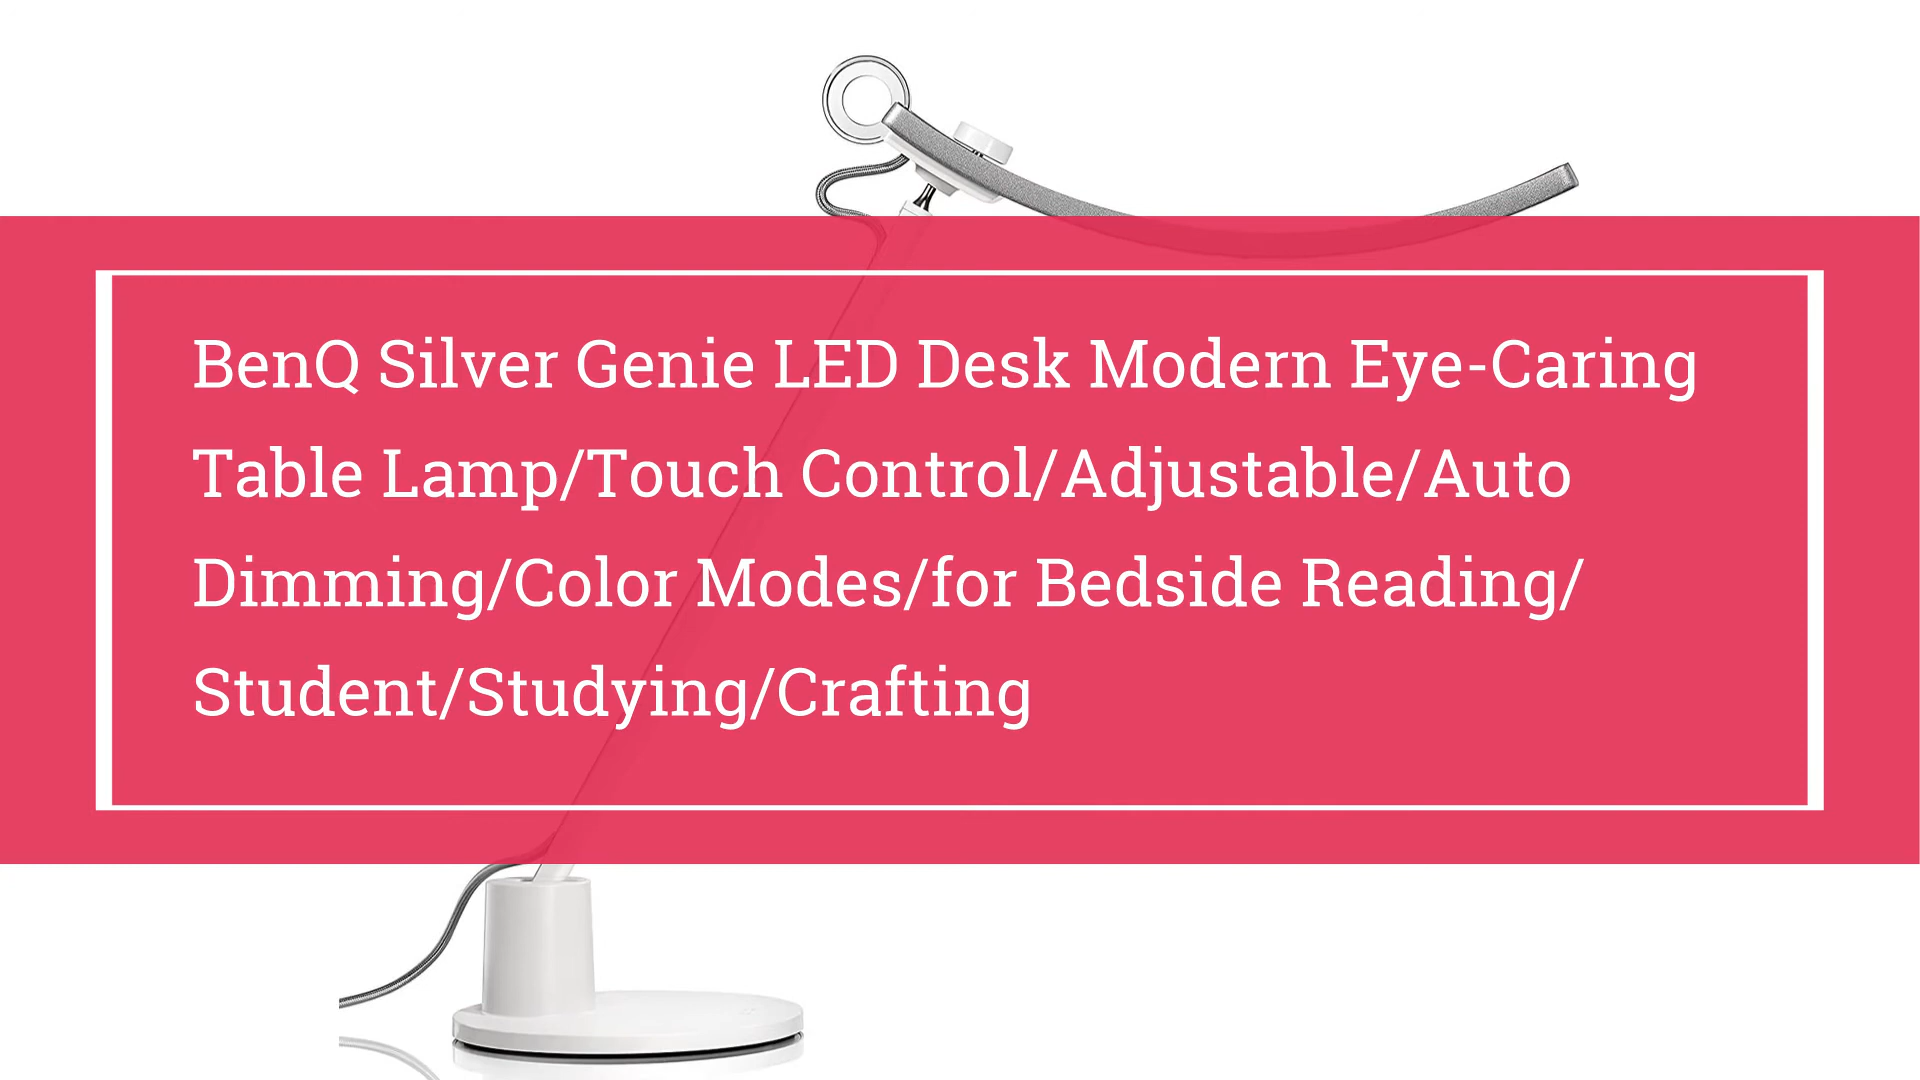 BenQ Silver Genie LED Desk Modern Eye-Caring
Table Lamp/Touch Control/Adjustable/Auto
Dimming/Color Modes/for Bedside Reading/
Student/Studying/Crafting